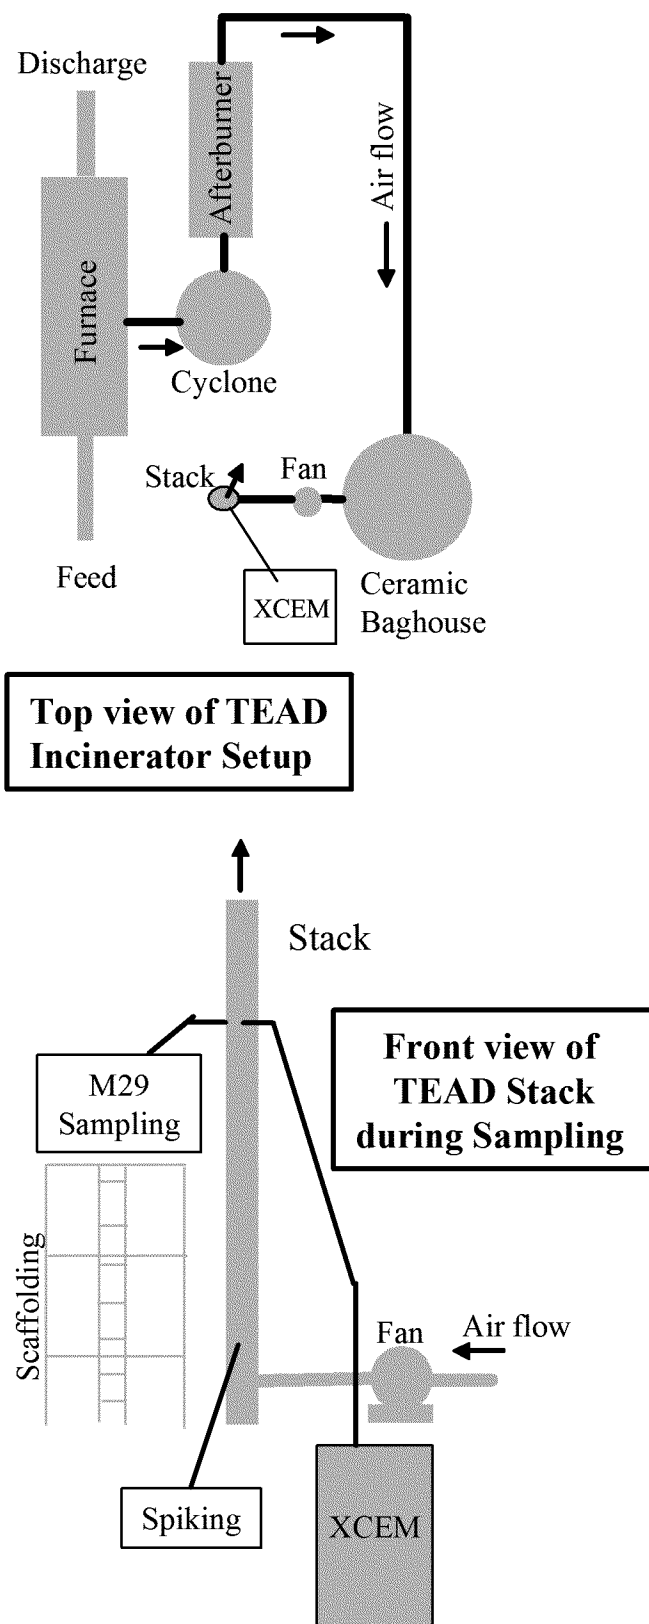 Discharge
Afterburner
Air flow
Furnace
Cyclone
Stack
Fan
Feed
XCEM
Ceramic
Baghouse
Top view of TEAD
Incinerator Setup
Stack
M29
Sampling
Front view of
TEAD Stack
during Sampling
Scaffolding
Fan
Air flow
Spiking
XCEM